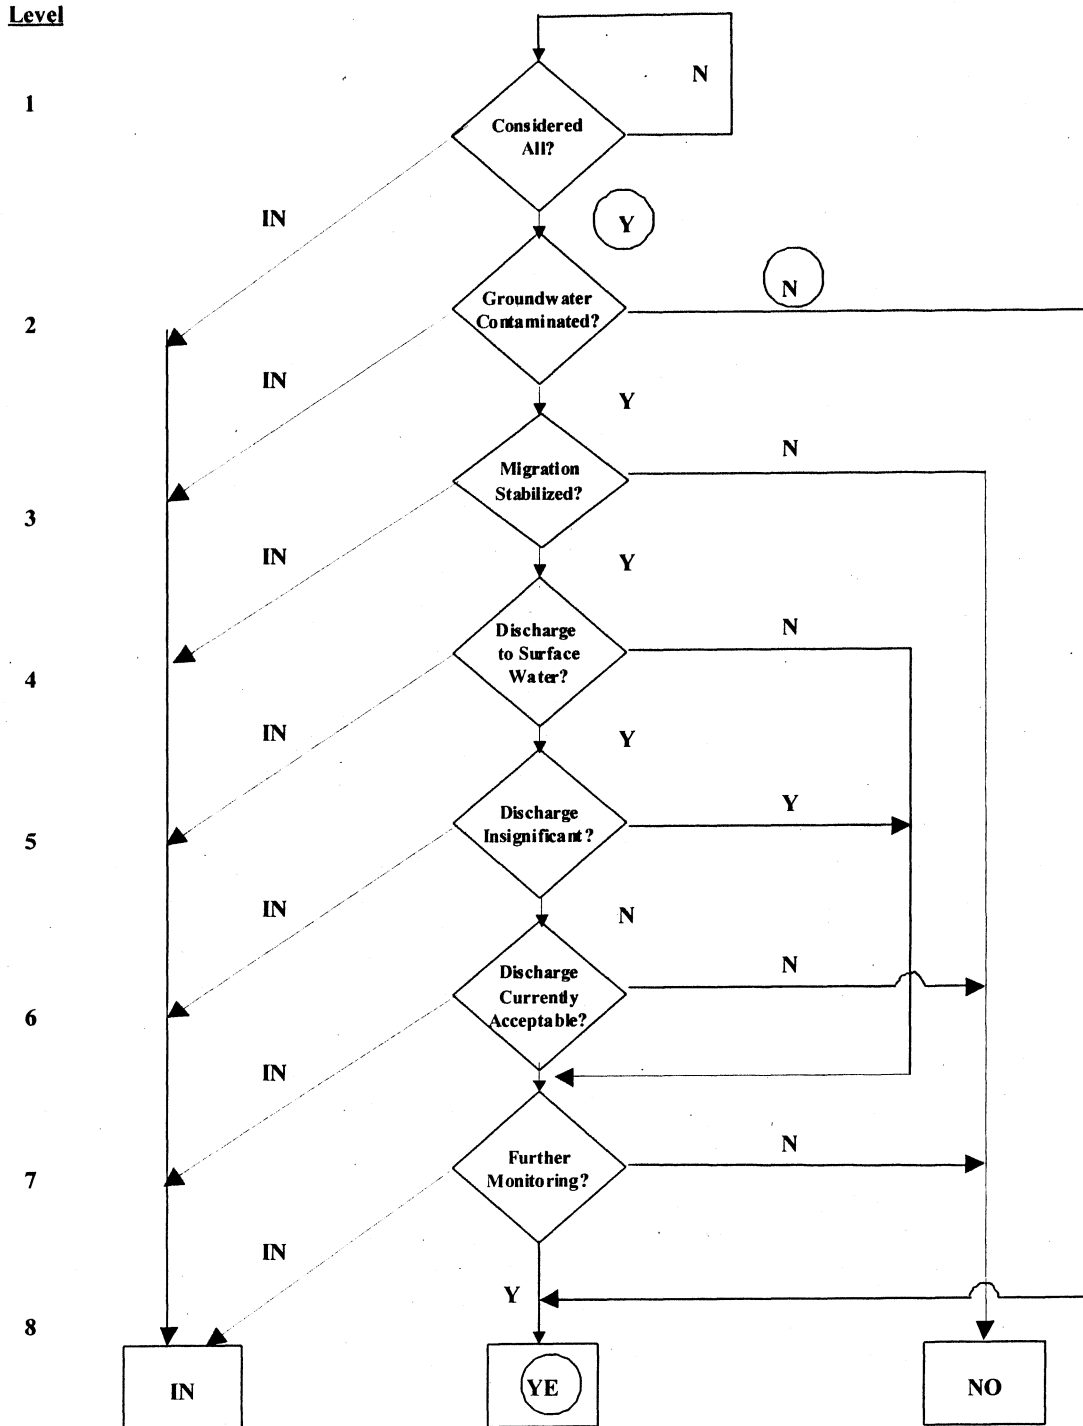 Level
1
N
Considered
All?
IN
Y
N
2
Groundwater
Contaminated?
IN
Y
N
Migration
Stabilized?
3
IN
Y
N
Discharge
to Surface
Water?
4
IN
Y
Y
Discharge
Insignificant?
5
IN
N
N
Discharge
Currently
Acceptable?
6
IN
N
Further
Monitoring?
7
IN
Y
8
IN
YE
NO